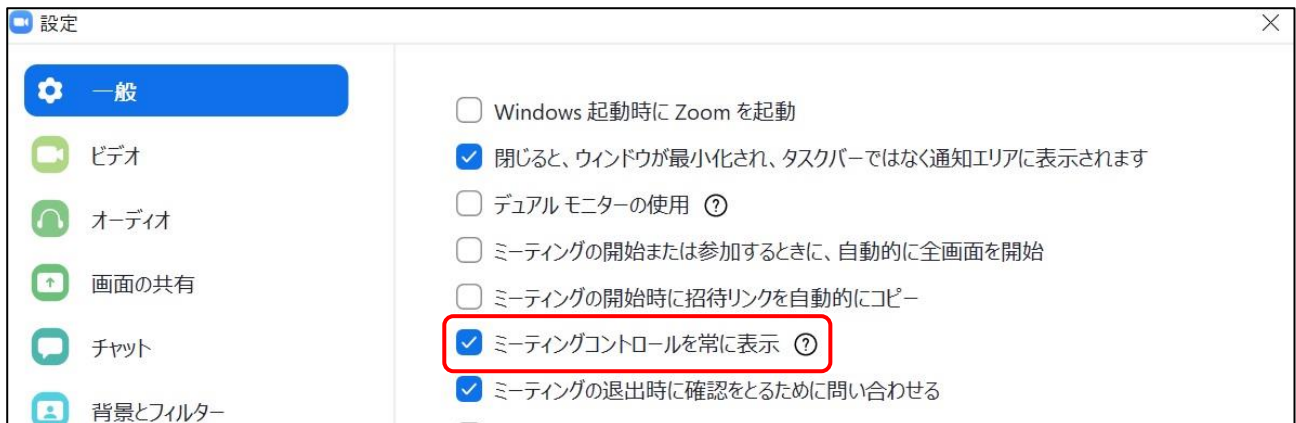 設定
一般
ビデオ
オーディオ
画面の共有
チャット
背景とフィルター
Windows 起動時に Zoom を起動
閉じると、ウィンドウが最小化され、タスクバーではなく通知エリアに表示されます
デュアル モニターの使用 ?
ミーティングの開始または参加するときに、自動的に全画面を開始
ミーティングの開始時に招待リンクを自動的にコピー
ミーティングコントロールを常に表示 ?
ミーティングの退出時に確認をとるために問い合わせる